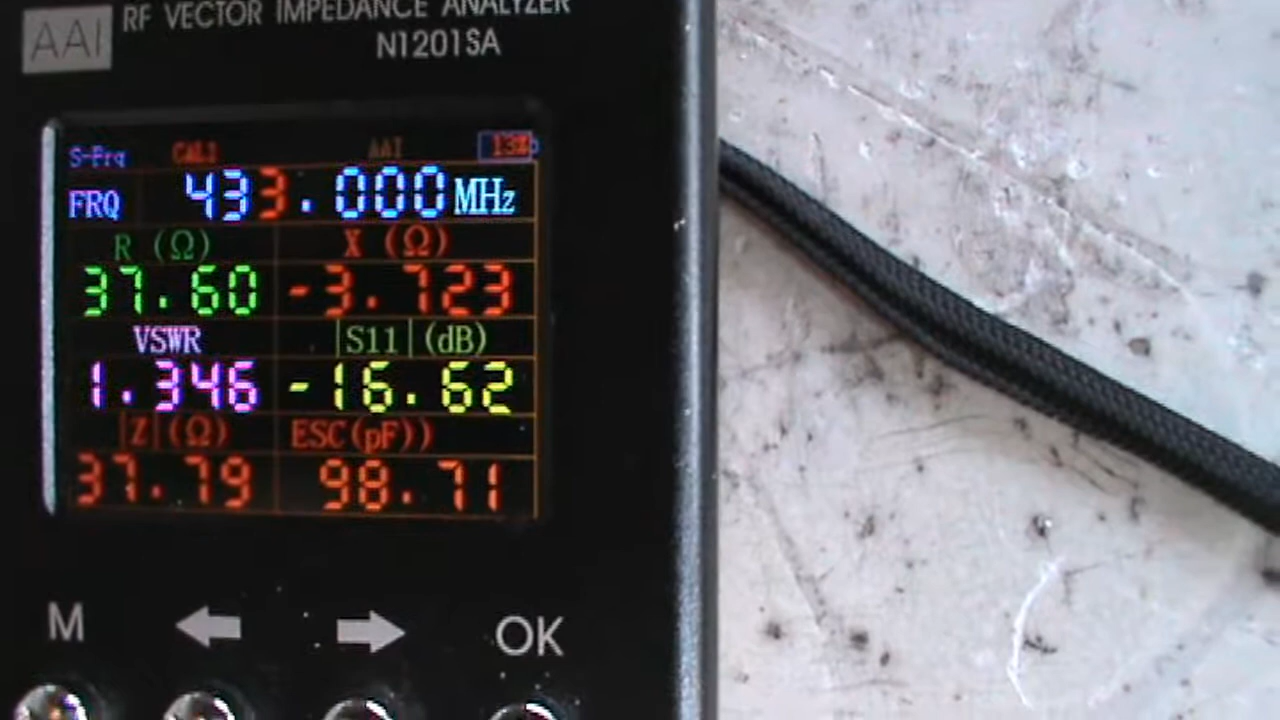 AAI RF VECTOR IMPEDANCE ANALYZER
N1201SA
S-Frq CAL1 AAI 13%
FRQ 433.000 MHz
R (Ω) X (Ω)
37.60 -3.723
VSWR |S11|(dB)
1.346 -16.62
|Z|(Ω) ESC(pF))
37.79 98.71
M OK